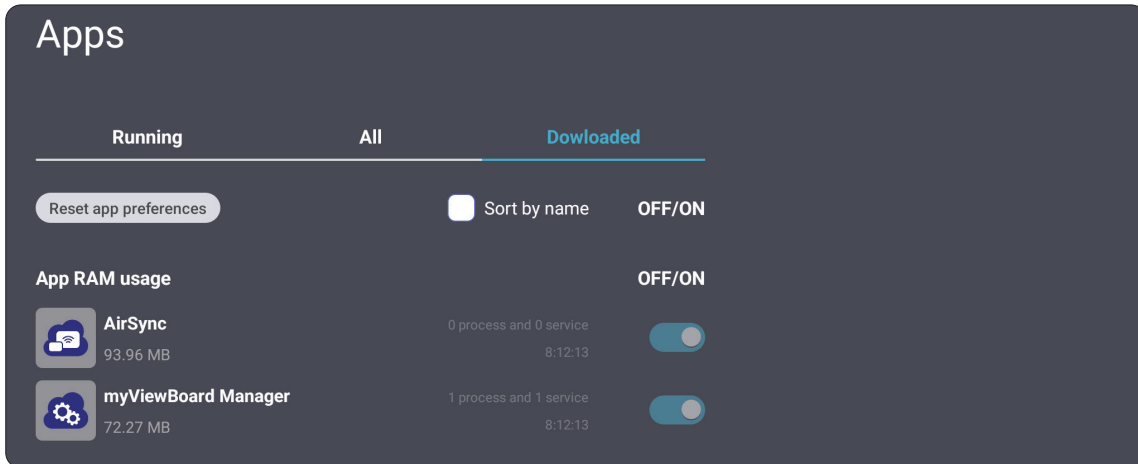 Apps
Running All Dowloaded
Reset app preferences Sort by name OFF/ON
App RAM usage OFF/ON
AirSync 0 process and 0 service
93.96 MB 8:12:13
myViewBoard Manager 1 process and 1 service
72.27 MB 8:12:13